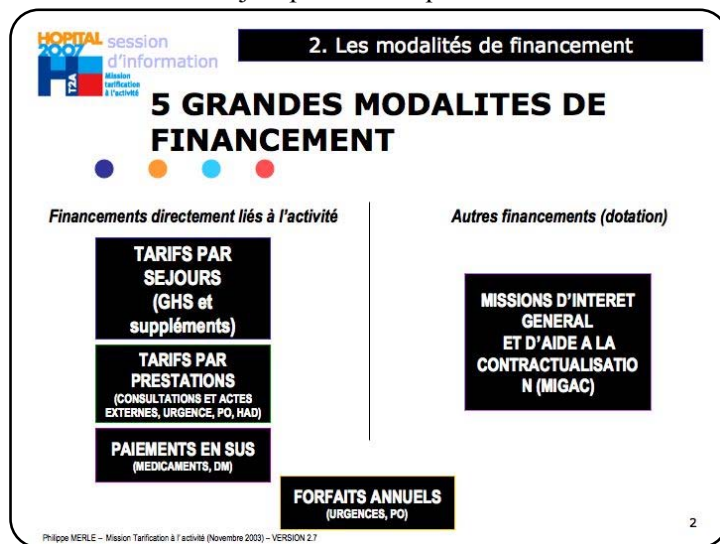 HOPITAL
2007
session
d'information
T2A
Mission
tarification
à l'activité
2. Les modalités de financement
5 GRANDES MODALITES DE
FINANCEMENT
Financements directement liés à l'activité
TARIFS PAR
SEJOURS
(GHS et
suppléments)
TARIFS PAR
PRESTATIONS
(CONSULTATIONS ET ACTES
EXTERNES, URGENCE, PO, HAD)
PAIEMENTS EN SUS
(MEDICAMENTS, DM)
Autres financements (dotation)
MISSIONS D'INTERET
GENERAL
ET D'AIDE A LA
CONTRACTUALISATIO
N (MIGAC)
FORFAITS ANNUELS
(URGENCES, PO)
Philippe MERLE – Mission Tarification à l'activité (Novembre 2003) – VERSION 2.7
2